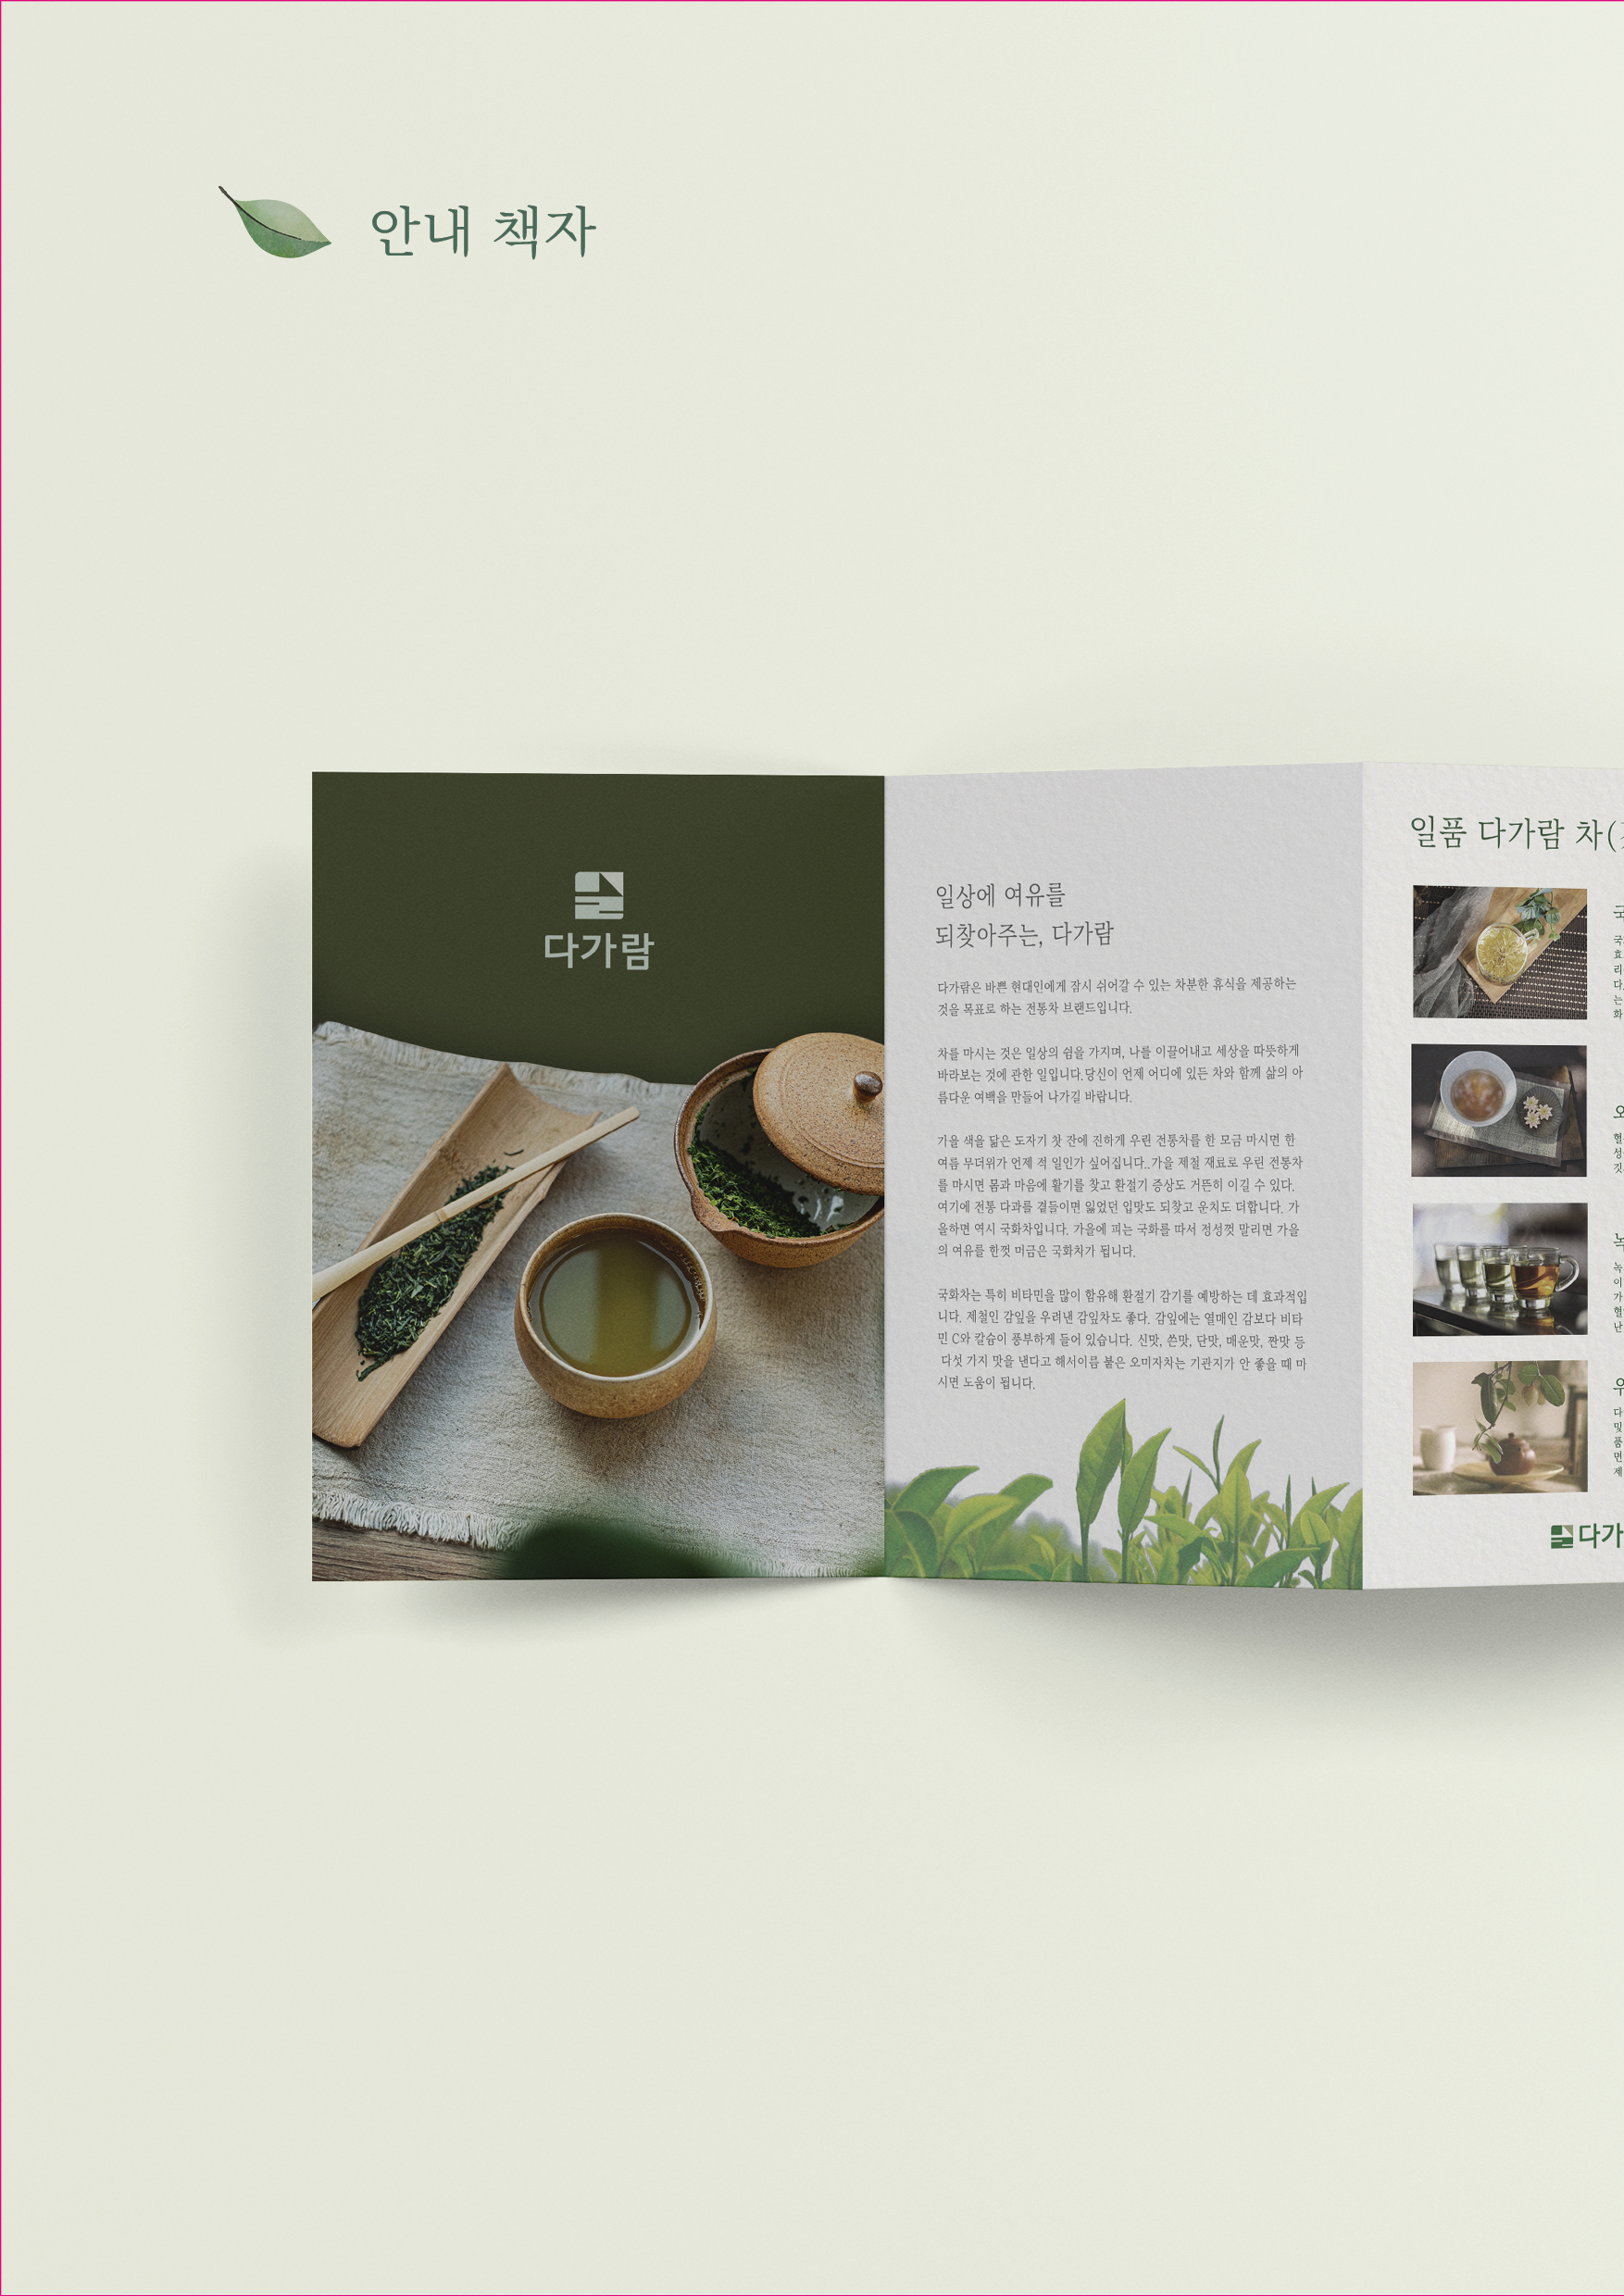 안내 책자
다가람
일상에 여유를
되찾아주는, 다가람
다가람은 바쁜 현대인에게 잠시 쉬어갈 수 있는 차분한 휴식을 제공하는
것을 목표로 하는 전통차 브랜드입니다.
차를 마시는 것은 일상의 쉼을 가지며, 나를 이끌어내고 세상을 따뜻하게
바라보는 것에 관한 일입니다.당신이 언제 어디에 있든 차와 함께 삶의 아
름다운 여백을 만들어 나가길 바랍니다.
가을 색을 닮은 도자기 찻 잔에 진하게 우린 전통차를 한 모금 마시면 한
여름 무더위가 언제 적 일인가 싶어집니다..가을 제철 재료로 우린 전통차
를 마시면 몸과 마음에 활기를 찾고 환절기 증상도 거뜬히 이길 수 있다.
여기에 전통 다과를 곁들이면 잃었던 입맛도 되찾고 운치도 더합니다. 가
을하면 역시 국화차입니다. 가을에 피는 국화를 따서 정성껏 말리면 가을
의 여유를 한껏 머금은 국화차가 됩니다.
국화차는 특히 비타민을 많이 함유해 환절기 감기를 예방하는 데 효과적입
니다. 제철인 감잎을 우려낸 감잎차도 좋다. 감잎에는 열매인 감보다 비타
민 C와 칼슘이 풍부하게 들어 있습니다. 신맛, 쓴맛, 단맛, 매운맛, 짠맛 등
다섯 가지 맛을 낸다고 해서이름 붙은 오미자차는 기관지가 안 좋을 때 마
시면 도움이 됩니다.
일품 다가람 차(
국
효
리
다
는
화
혈
성
깃
녹
이
가
혈
난
다
및
품
면
제
다가